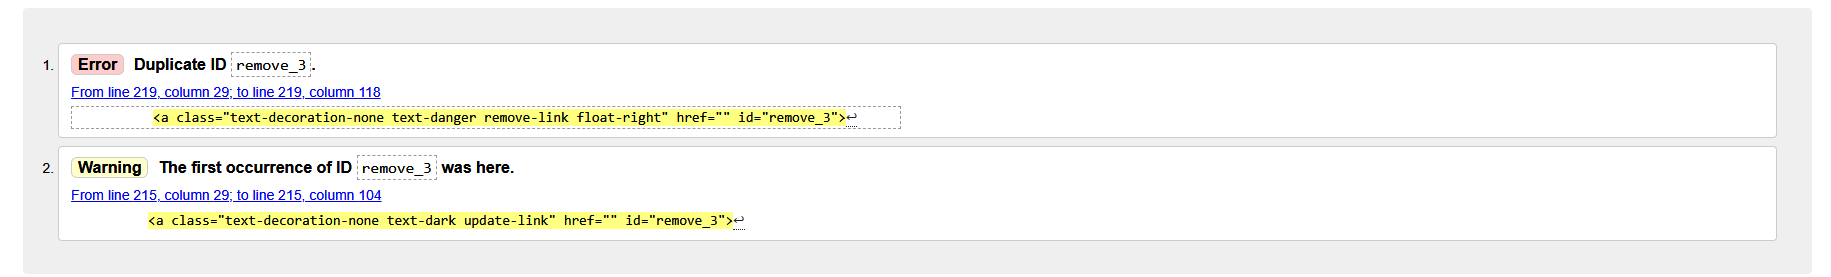 1. Error Duplicate ID remove_3.
From line 219, column 29; to line 219, column 118
<a class="text-decoration-none text-danger remove-link float-right" href="" id="remove_3">↩
2. Warning The first occurrence of ID remove_3 was here.
From line 215, column 29; to line 215, column 104
<a class="text-decoration-none text-dark update-link" href="" id="remove_3">↩